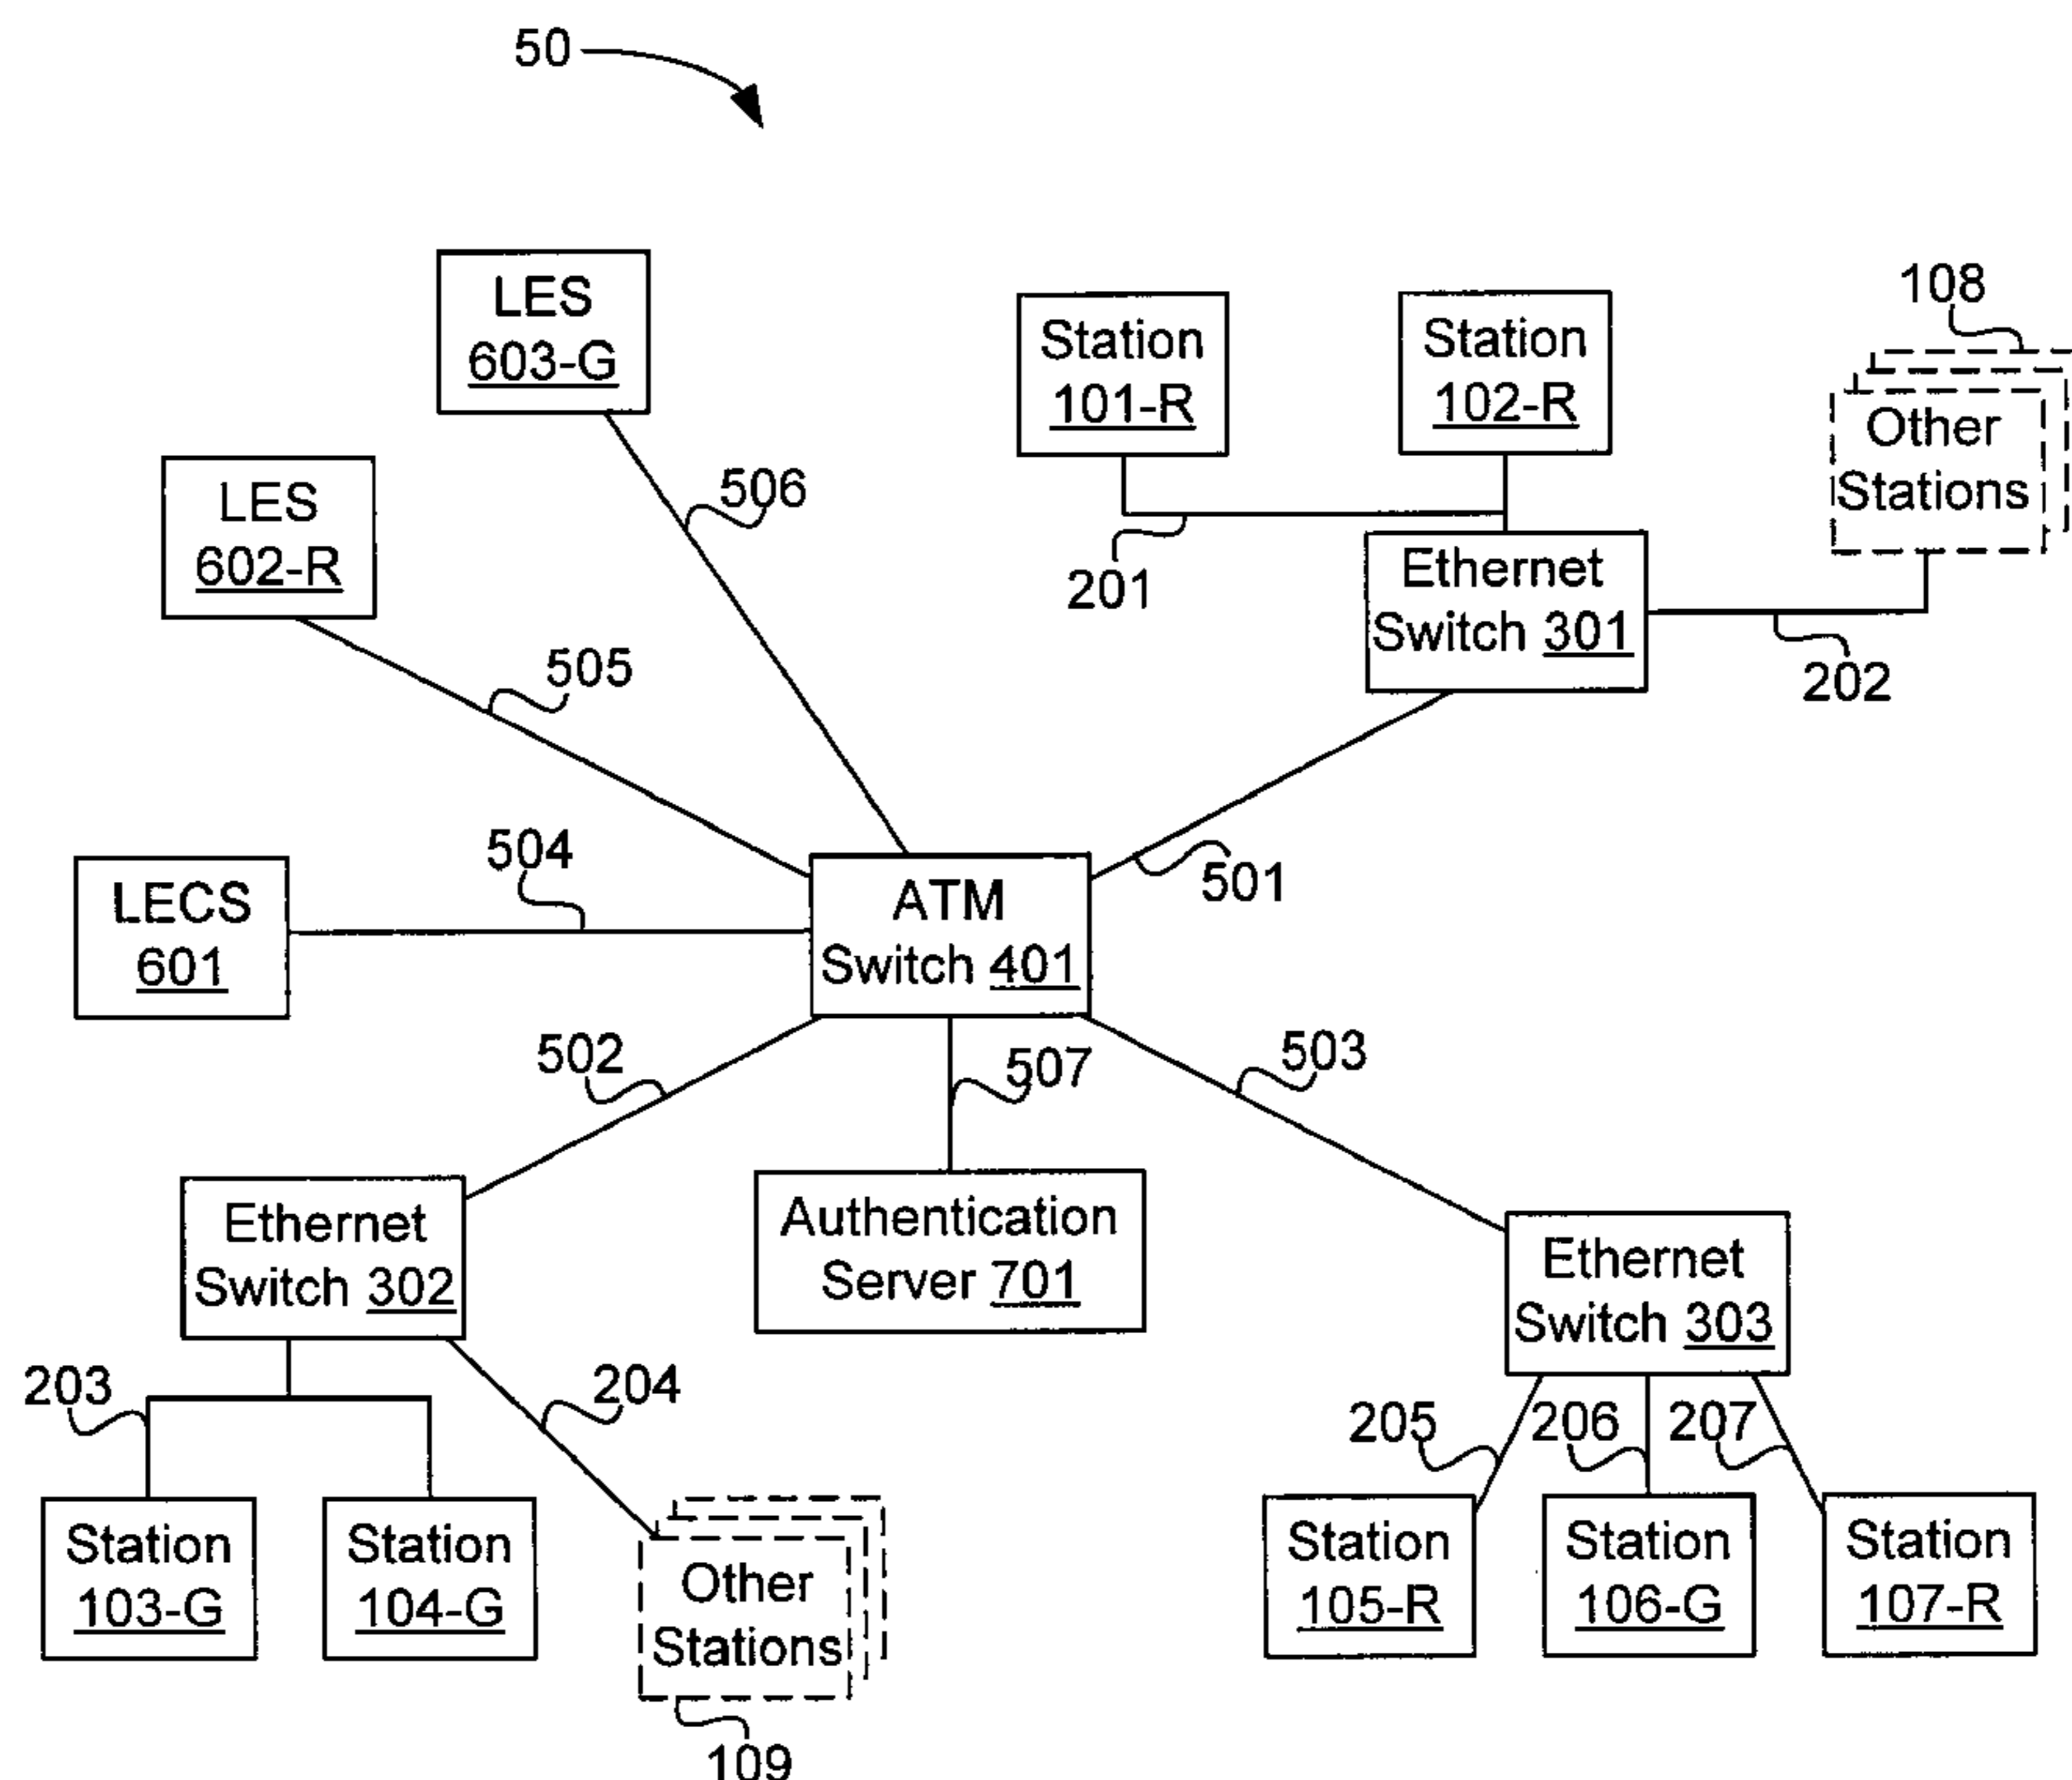 50
LES
603-G
Station
101-R
Station
102-R
108
Other
Stations
LES
602-R
506
201
Ethernet
Switch 301
202
505
504
501
LECS
601
ATM
Switch 401
502
507
503
Ethernet
Switch 302
Authentication
Server 701
Ethernet
Switch 303
203
204
205
206
207
Station
103-G
Station
104-G
Other
Stations
109
Station
105-R
Station
106-G
Station
107-R